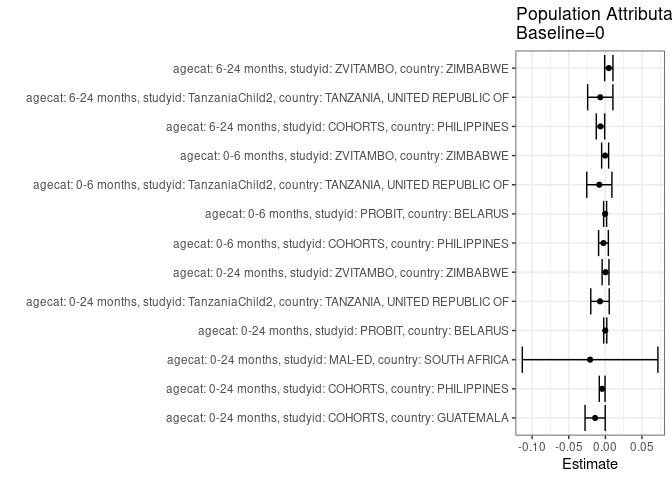 Population Attributa
Baseline=0
agecat: 6-24 months, studyid: ZVITAMBO, country: ZIMBABWE
agecat: 6-24 months, studyid: TanzaniaChild2, country: TANZANIA, UNITED REPUBLIC OF
agecat: 6-24 months, studyid: COHORTS, country: PHILIPPINES
agecat: 0-6 months, studyid: ZVITAMBO, country: ZIMBABWE
agecat: 0-6 months, studyid: TanzaniaChild2, country: TANZANIA, UNITED REPUBLIC OF
agecat: 0-6 months, studyid: PROBIT, country: BELARUS
agecat: 0-6 months, studyid: COHORTS, country: PHILIPPINES
agecat: 0-24 months, studyid: ZVITAMBO, country: ZIMBABWE
agecat: 0-24 months, studyid: TanzaniaChild2, country: TANZANIA, UNITED REPUBLIC OF
agecat: 0-24 months, studyid: PROBIT, country: BELARUS
agecat: 0-24 months, studyid: MAL-ED, country: SOUTH AFRICA
agecat: 0-24 months, studyid: COHORTS, country: PHILIPPINES
agecat: 0-24 months, studyid: COHORTS, country: GUATEMALA
-0.10 -0.05 0.00 0.05
Estimate